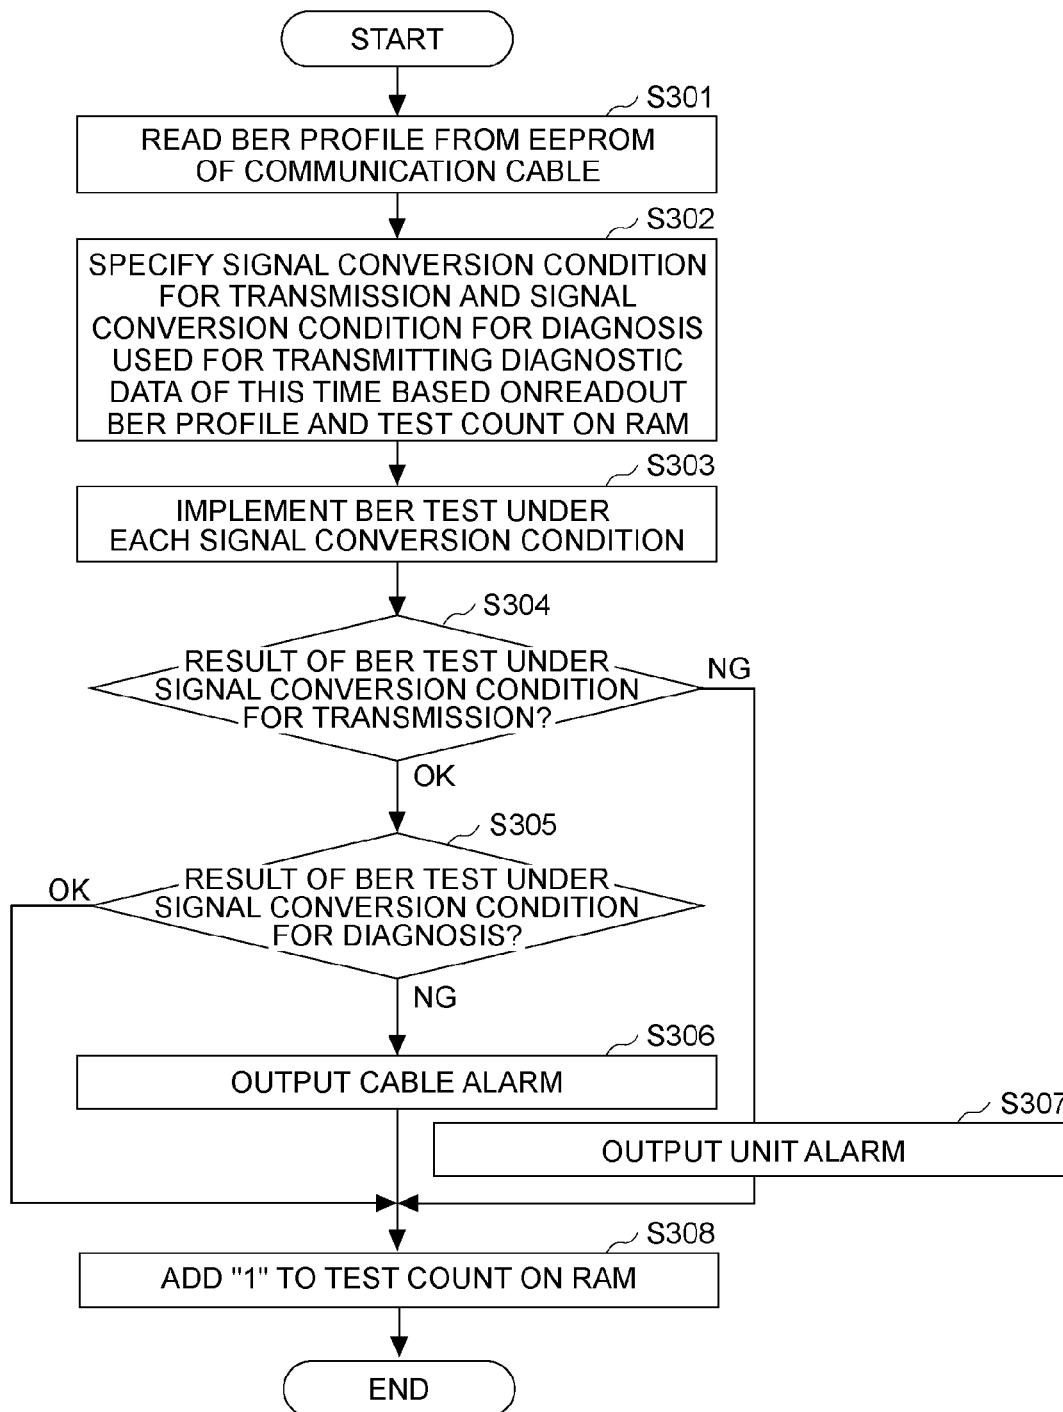 START
S301
READ BER PROFILE FROM EEPROM
OF COMMUNICATION CABLE
S302
SPECIFY SIGNAL CONVERSION CONDITION
FOR TRANSMISSION AND SIGNAL
CONVERSION CONDITION FOR DIAGNOSIS
USED FOR TRANSMITTING DIAGNOSTIC
DATA OF THIS TIME BASED ONREADOUT
BER PROFILE AND TEST COUNT ON RAM
S303
IMPLEMENT BER TEST UNDER
EACH SIGNAL CONVERSION CONDITION
S304
RESULT OF BER TEST UNDER
SIGNAL CONVERSION CONDITION
FOR TRANSMISSION?
NG
OK
S305
RESULT OF BER TEST UNDER
SIGNAL CONVERSION CONDITION
FOR DIAGNOSIS?
OK
NG
S306
OUTPUT CABLE ALARM
S307
OUTPUT UNIT ALARM
S308
ADD "1" TO TEST COUNT ON RAM
END